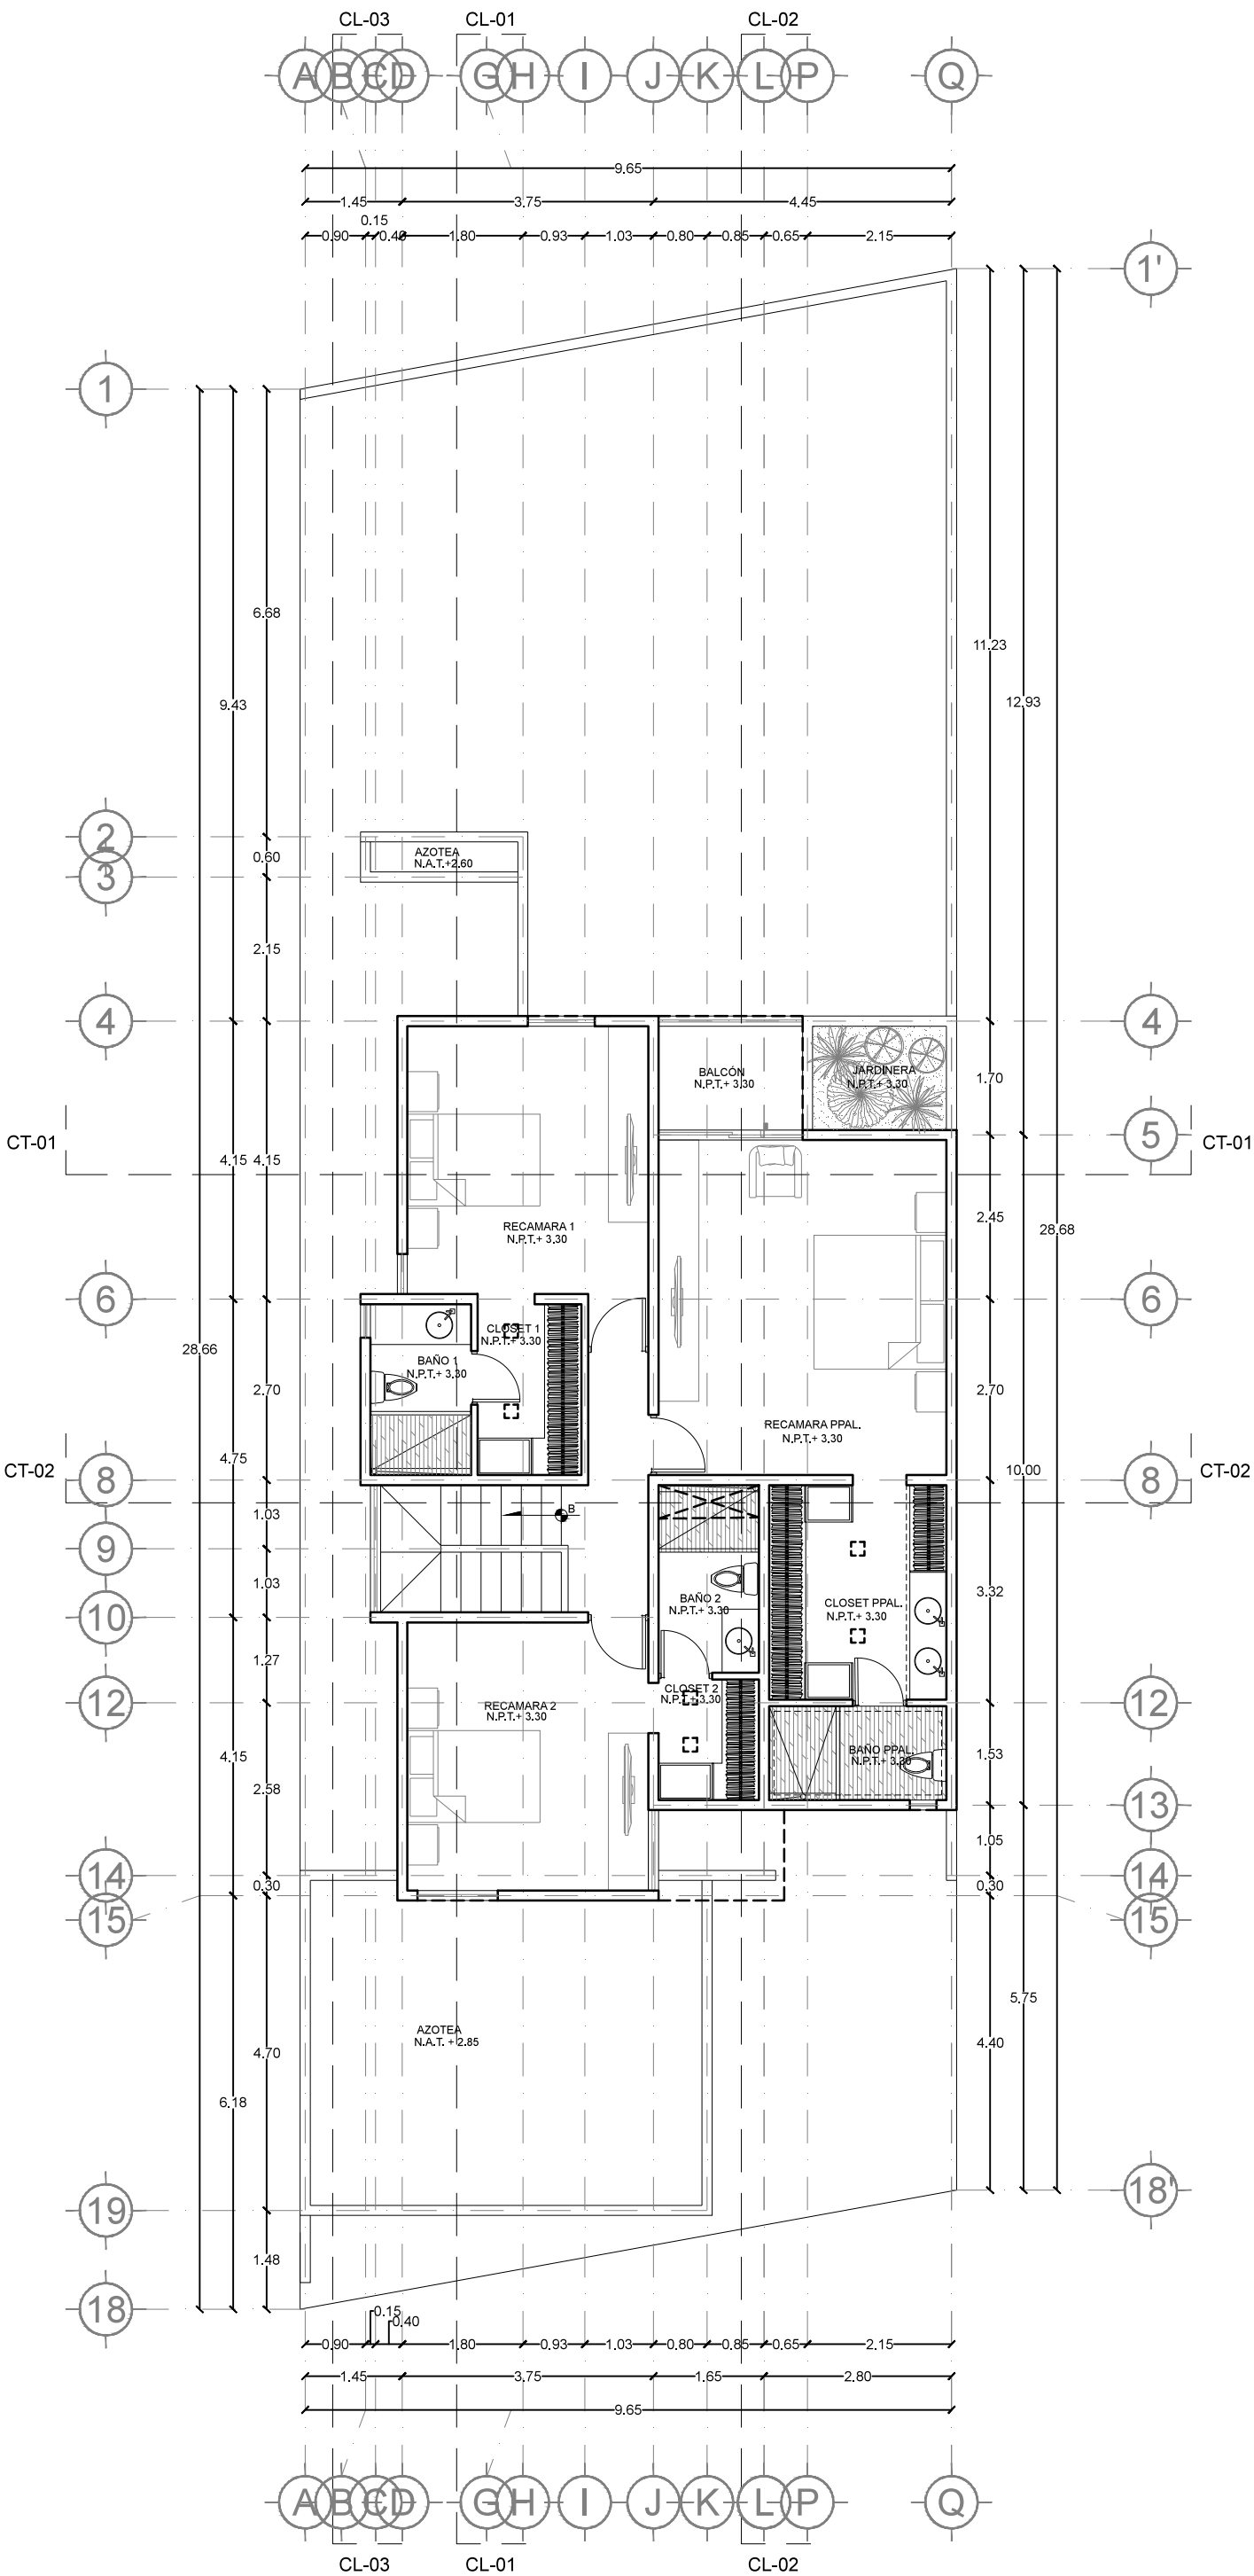 CL-03 CL-01 CL-02
A B C D G H I J K L P Q
9.65
1.45 3.75 4.45
0.15
0.90 0.40 1.80 0.93 1.03 0.80 0.85 0.65 2.15
1'
1
6.68
11.23
9.43 12.93
2
0.60
3
AZOTEA
N.A.T.+2.60
2.15
4 4
BALCÓN
N.P.T.+ 3.30
JARDINERA
N.P.T.+ 3.30
1.70
5
CT-01 CT-01
4.15 4.15
2.45
RECAMARA 1
N.P.T.+ 3.30
28.68
6 6
CLOSET 1
N.P.T.+ 3.30
28.66
BAÑO 1
N.P.T.+ 3.30
2.70 2.70
RECAMARA PPAL.
N.P.T.+ 3.30
4.75
CT-02 CT-02
8 8
10.00
1.03
B
9
1.03
3.32
BAÑO 2
N.P.T.+ 3.30
CLOSET PPAL.
N.P.T.+ 3.30
10
1.27
CLOSET 2
N.P.T.+ 3.30
12 12
RECAMARA 2
N.P.T.+ 3.30
BAÑO PPAL.
N.P.T.+ 3.30
4.15 1.53
2.58
13
1.05
14 14
0.30 0.30
15 15
5.75
AZOTEA
N.A.T. + 2.85
4.70 4.40
6.18
18'
19
1.48
18
0.15
0.40
0.90 1.80 0.93 1.03 0.80 0.85 0.65 2.15
1.45 3.75 1.65 2.80
9.65
A B C D G H I J K L P Q
CL-03 CL-01 CL-02